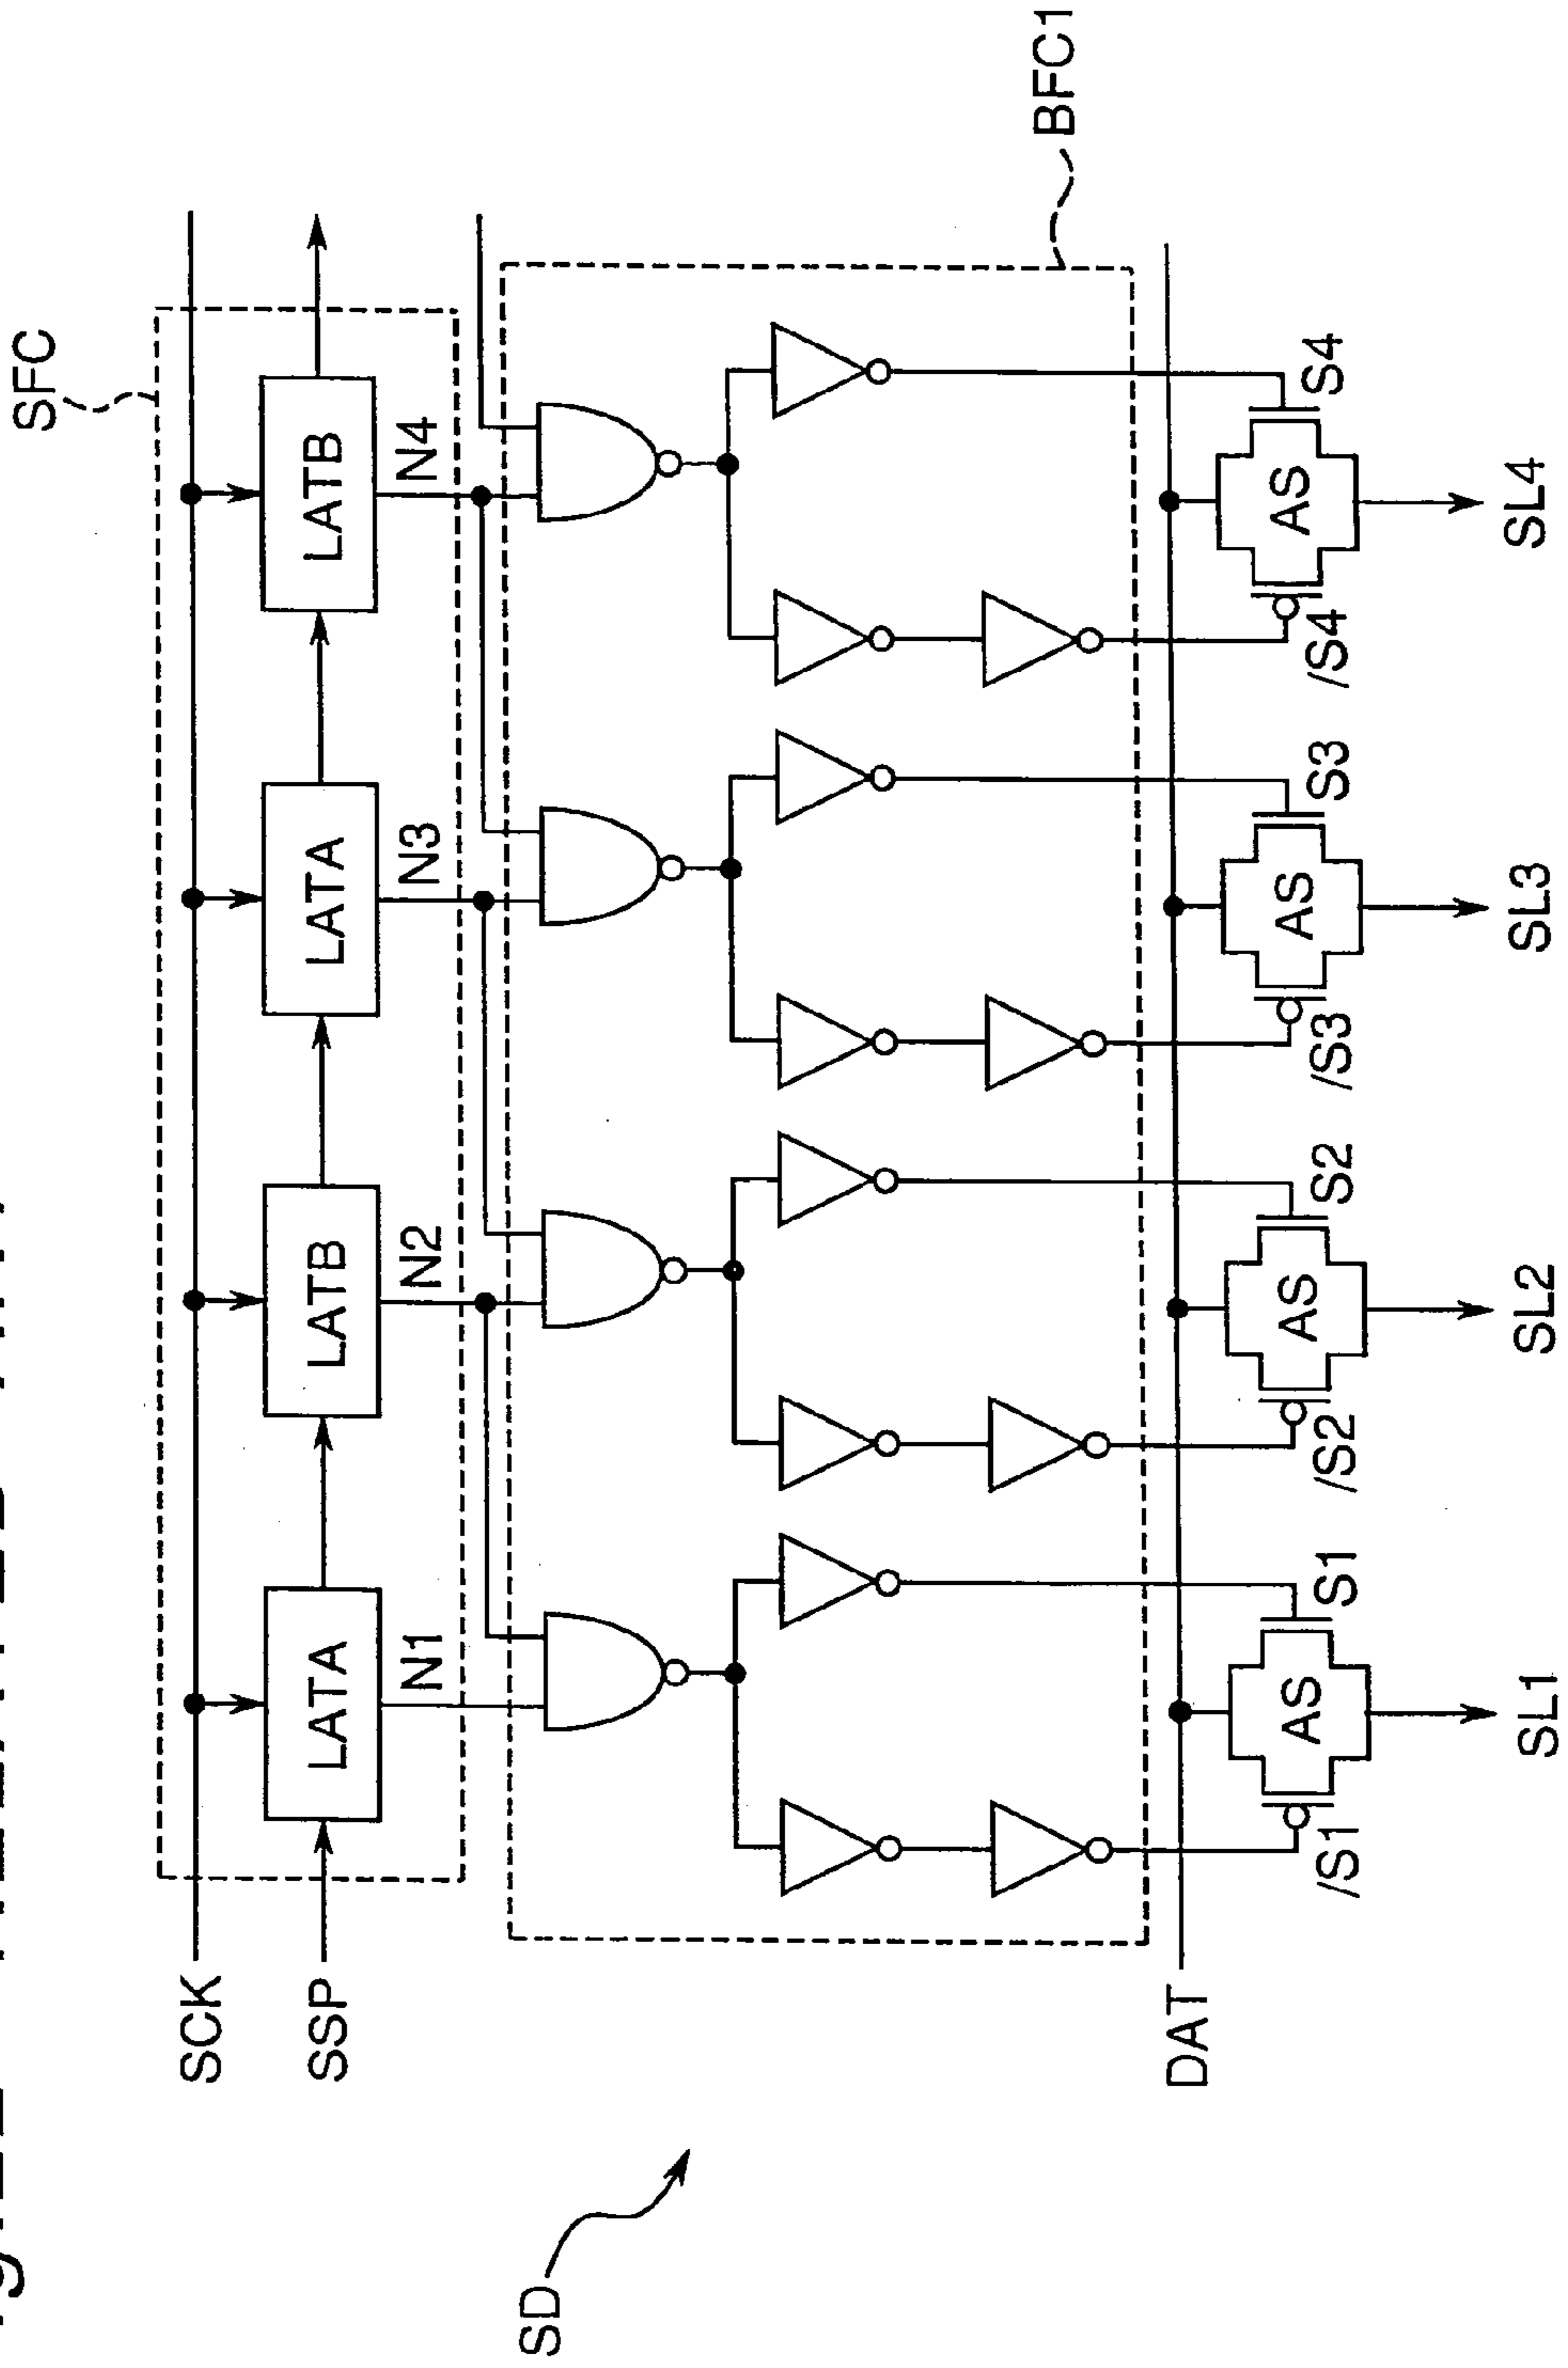 SFC
SCK
SSP
LATA
LATB
LATA
LATB
N1
N2
N3
N4
BFC1
SD
DAT
/S1
AS
S1
/S2
AS
S2
/S3
AS
S3
/S4
AS
S4
SL1
SL2
SL3
SL4